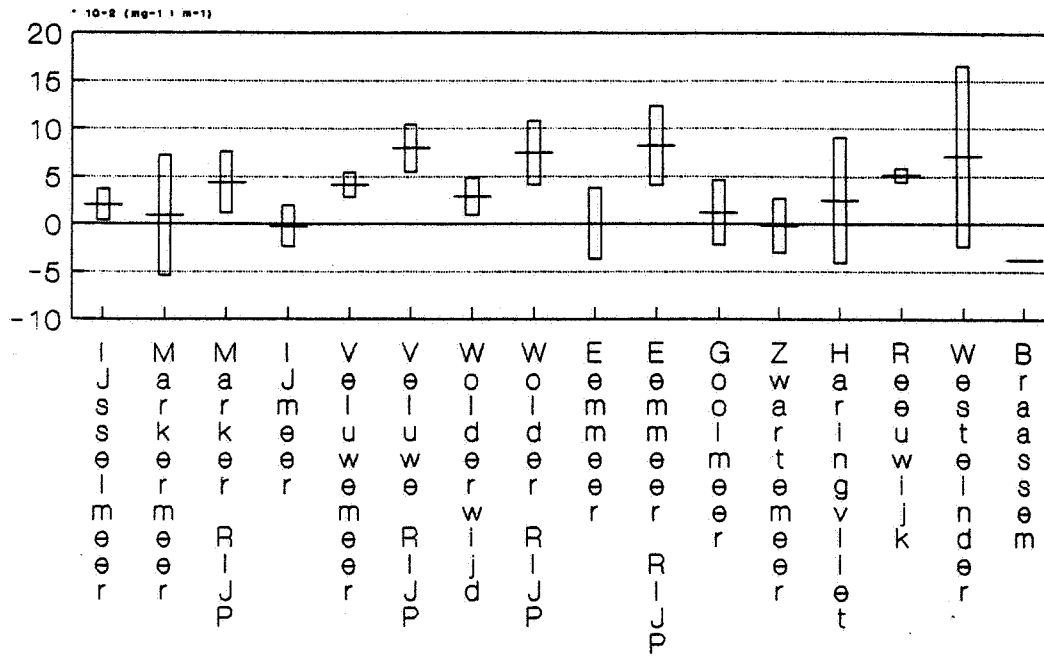 * 10-2 (mg-1 l m-1)
20
15
10
5
0
-5
-10
IJsselmeer
Markermeer
Marker RIJP
IJmeer
Veluwemeer
Veluwe RIJP
Wolderwijd
Wolder RIJP
Eemmeer
Eemmeer RIJP
Gooimeer
Zwartemeer
Haringvliet
Reeuwijk
Westeinder
Braassem